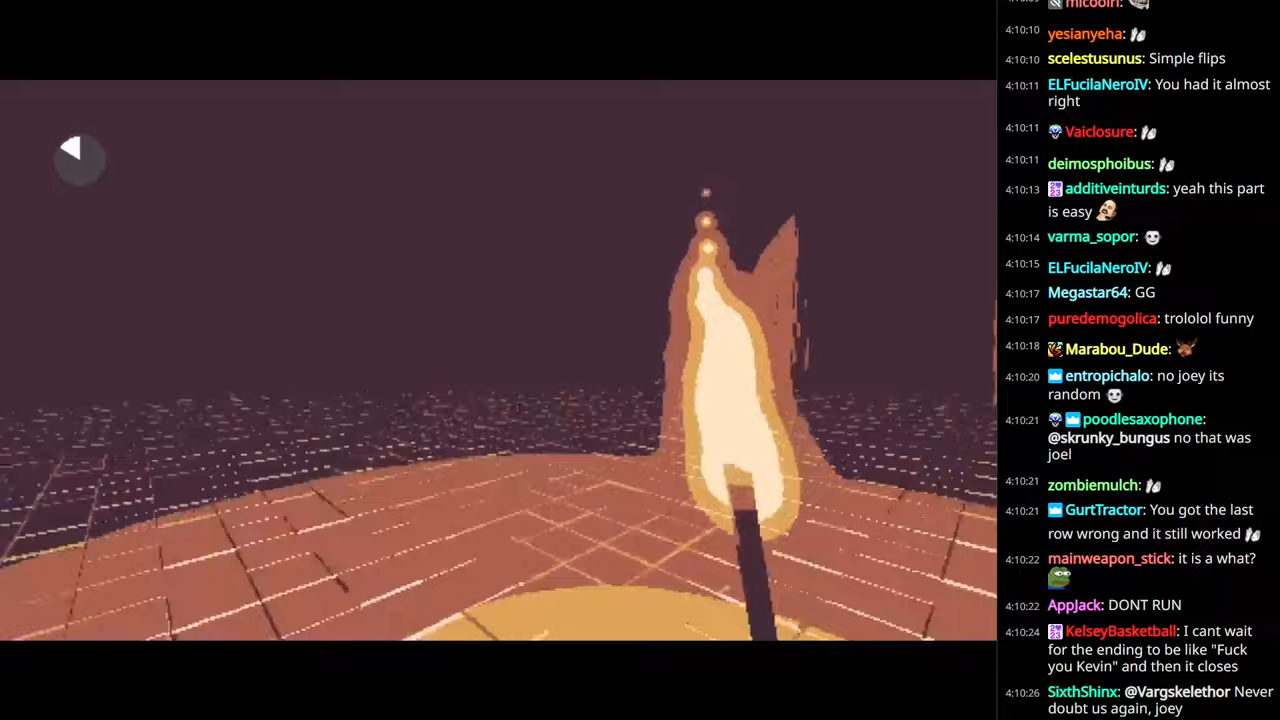 micooiri:
4:10:10 yesianyeha:
4:10:10 scelestusunus: Simple flips
4:10:11 ELFucilaNeroIV: You had it almost
right
4:10:11 Vaiclosure:
4:10:11 deimosphoibus:
4:10:13 additiveinturds: yeah this part
is easy
4:10:14 varma_sopor:
4:10:15 ELFucilaNeroIV:
4:10:17 Megastar64: GG
4:10:17 puredemogolica: trololol funny
4:10:18 Marabou_Dude:
4:10:20 entropichalo: no joey its
random
4:10:21 poodlesaxophone:
@skrunky_bungus no that was
joel
4:10:21 zombiemulch:
4:10:21 GurtTractor: You got the last
row wrong and it still worked
4:10:22 mainweapon_stick: it is a what?
4:10:22 AppJack: DONT RUN
4:10:24 KelseyBasketball: I cant wait
for the ending to be like "Fuck
you Kevin" and then it closes
4:10:26 SixthShinx: @Vargskelethor Never
doubt us again, joey